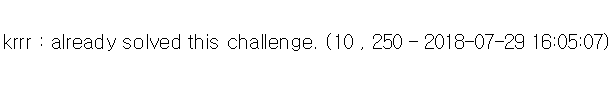 krrr : already solved this challenge. (10 , 250 - 2018-07-29 16:05:07)